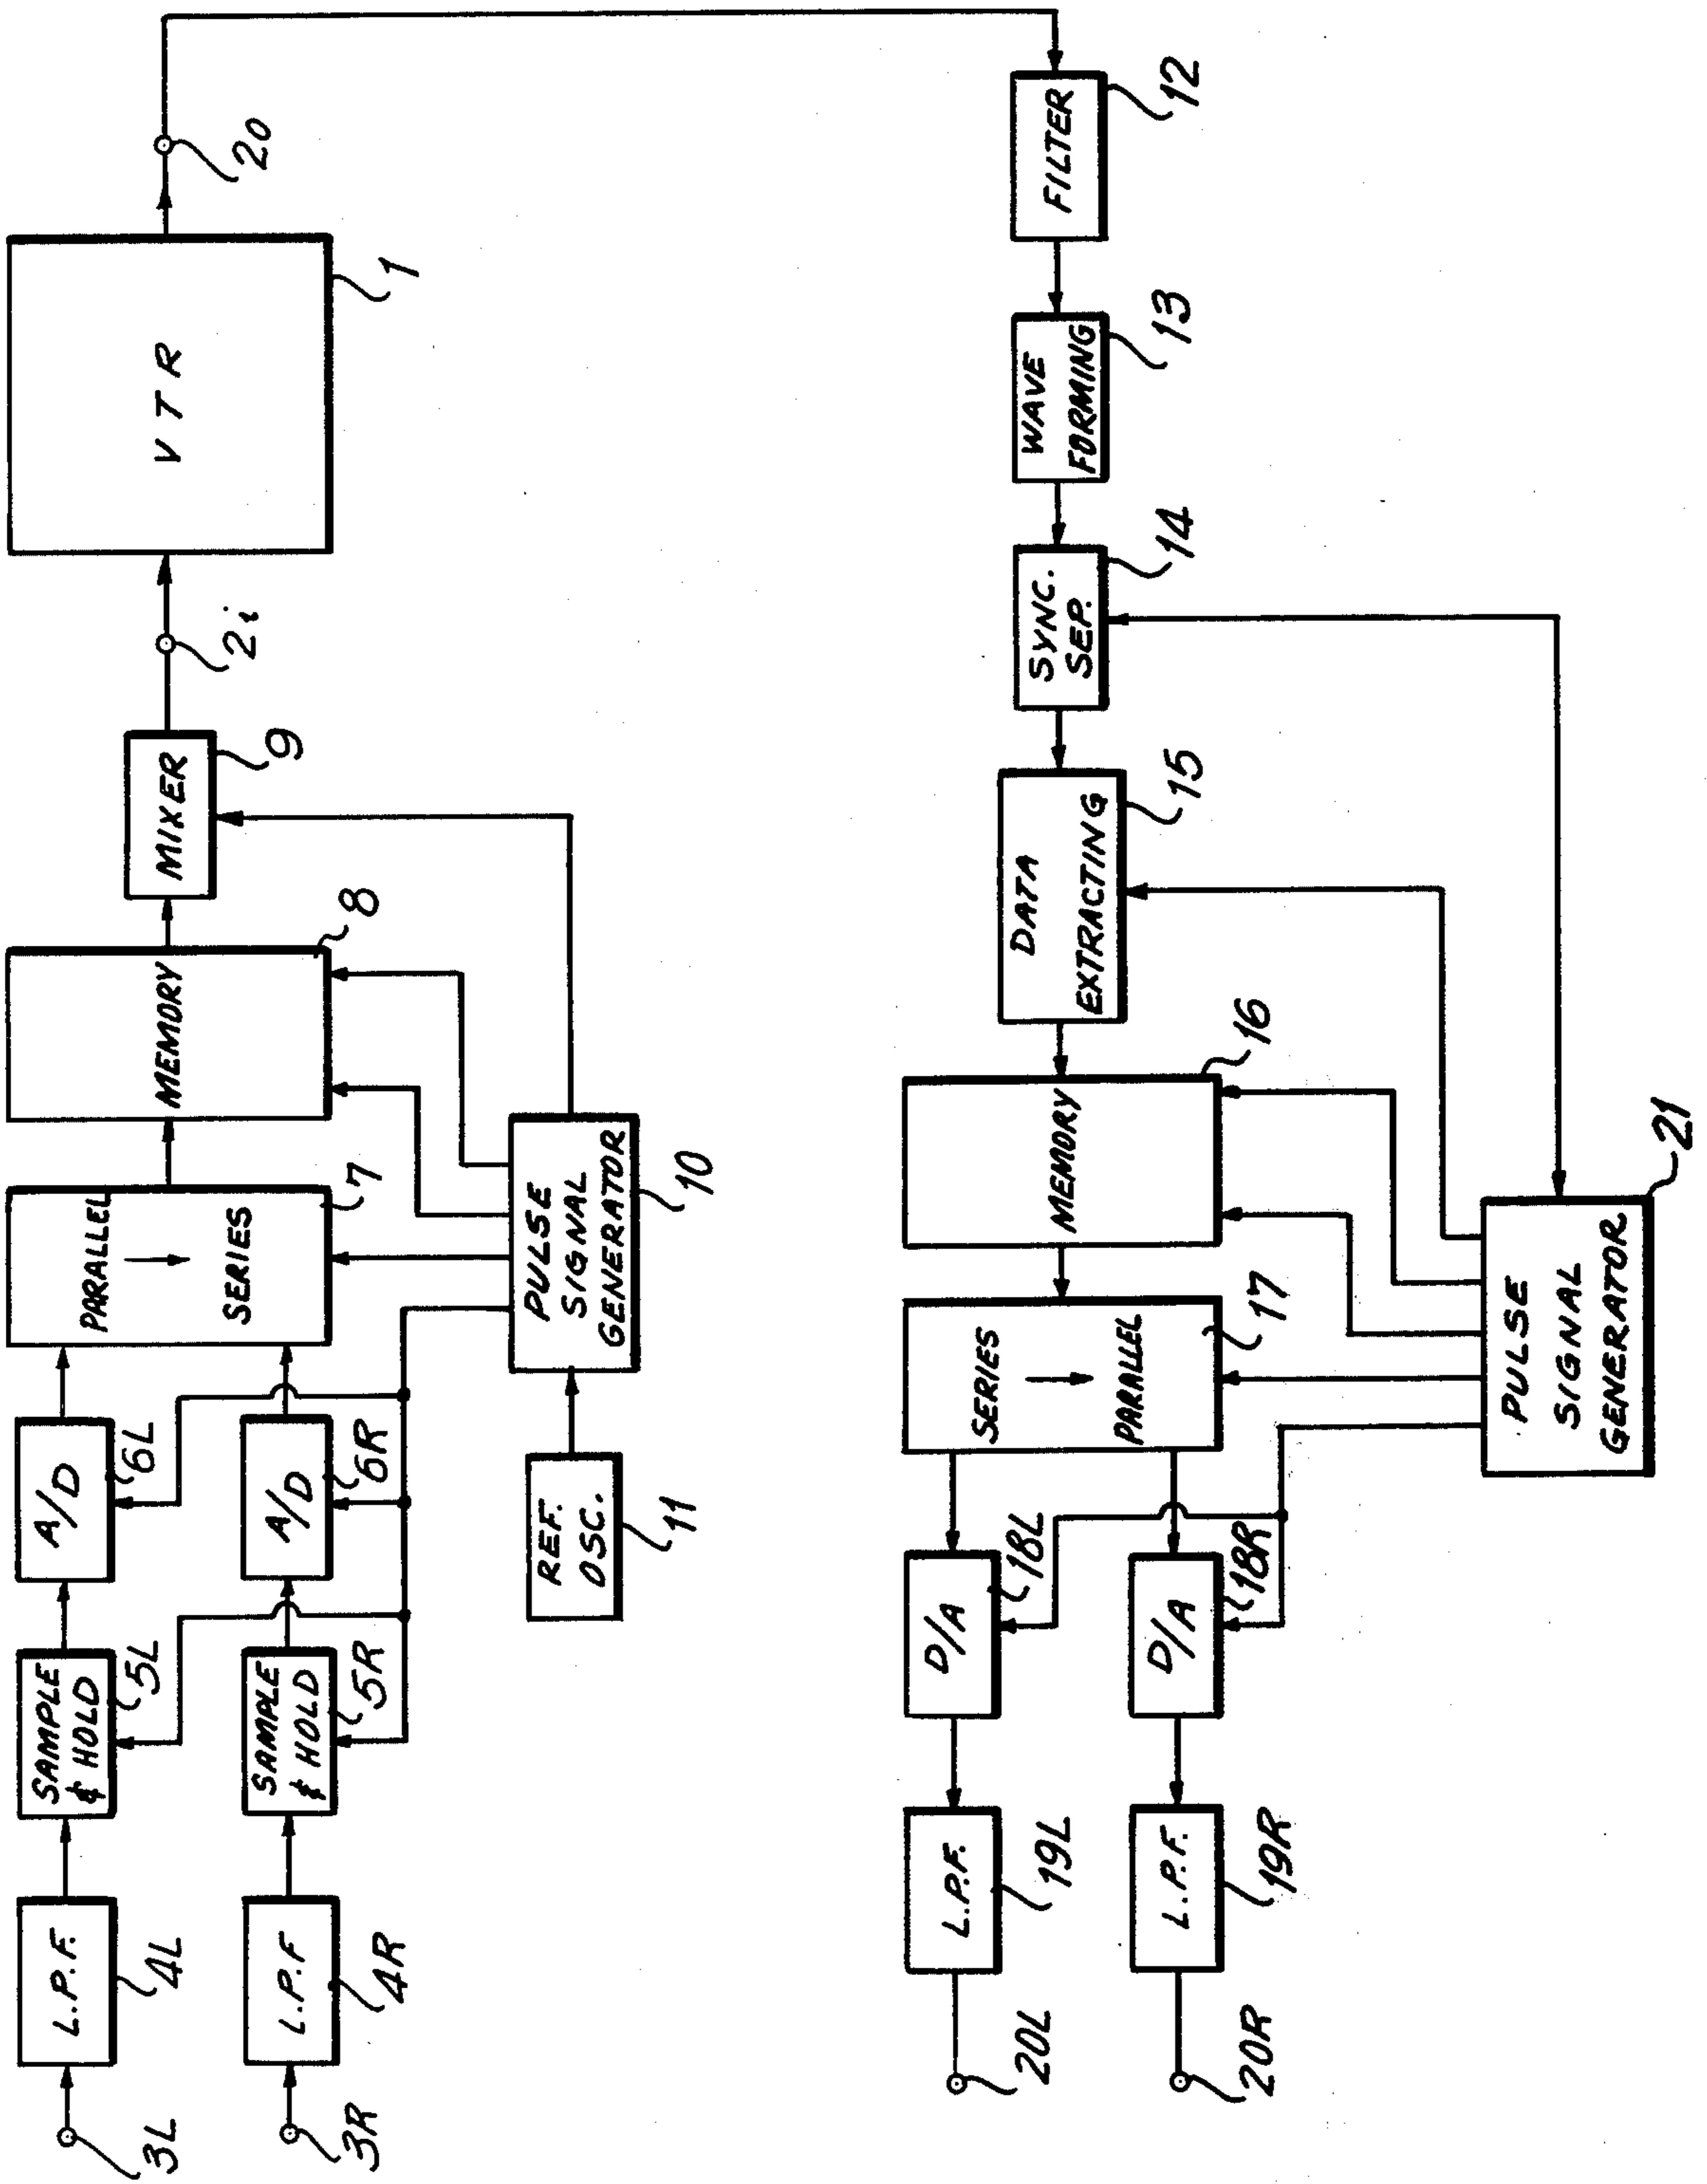 3L
L.P.F.
4L
SAMPLE
& HOLD
5L
A/D
6L
PARALLEL
SERIES
7
MEMORY
8
MIXER
9
2i
VTR
1
20
3R
L.P.F
4R
SAMPLE
& HOLD
5R
A/D
6R
REF.
OSC.
11
PULSE
SIGNAL
GENERATOR
10
20L
L.P.F.
19L
D/A
18L
SERIES
PARALLEL
17
MEMORY
16
DATA
EXTRACTING
15
SYNC.
SEP.
14
WAVE
FORMING
13
FILTER
12
20R
L.P.F.
19R
D/A
18R
PULSE
SIGNAL
GENERATOR
21